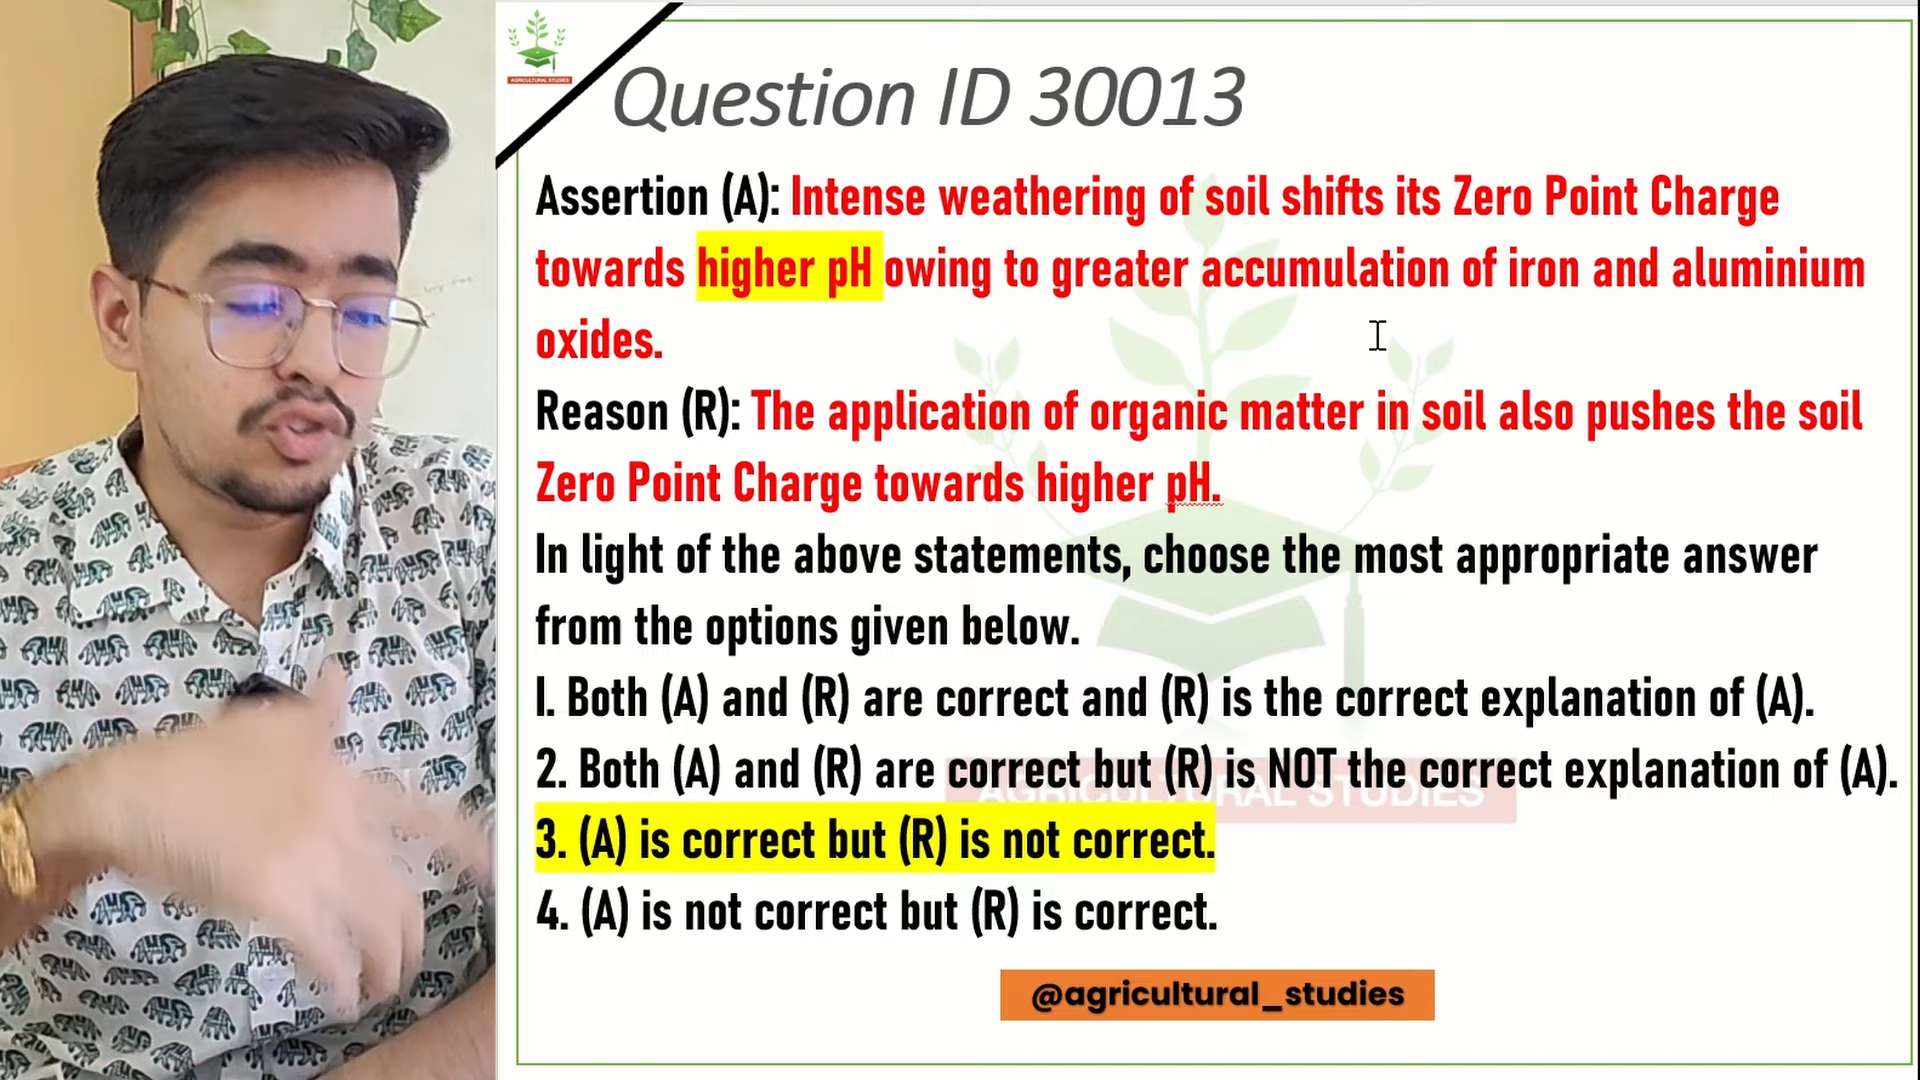 AGRICULTURAL STUDIES
Question ID 30013
Assertion (A): Intense weathering of soil shifts its Zero Point Charge
towards higher pH owing to greater accumulation of iron and aluminium
oxides.
Reason (R): The application of organic matter in soil also pushes the soil
Zero Point Charge towards higher pH.
In light of the above statements, choose the most appropriate answer
from the options given below.
1. Both (A) and (R) are correct and (R) is the correct explanation of (A).
2. Both (A) and (R) are correct but (R) is NOT the correct explanation of (A).
AGRICULTURAL STUDIES
3. (A) is correct but (R) is not correct.
4. (A) is not correct but (R) is correct.
@agricultural_studies